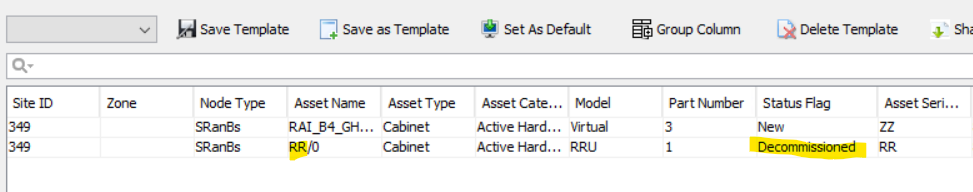 Save Template Save as Template Set As Default Group Column Delete Template Sha
Site ID Zone Node Type Asset Name Asset Type Asset Cate... Model Part Number Status Flag Asset Seri...
349 SRanBs RAI_B4_GH... Cabinet Active Hard... Virtual 3 New ZZ
349 SRanBs RR/0 Cabinet Active Hard... RRU 1 Decommissioned RR